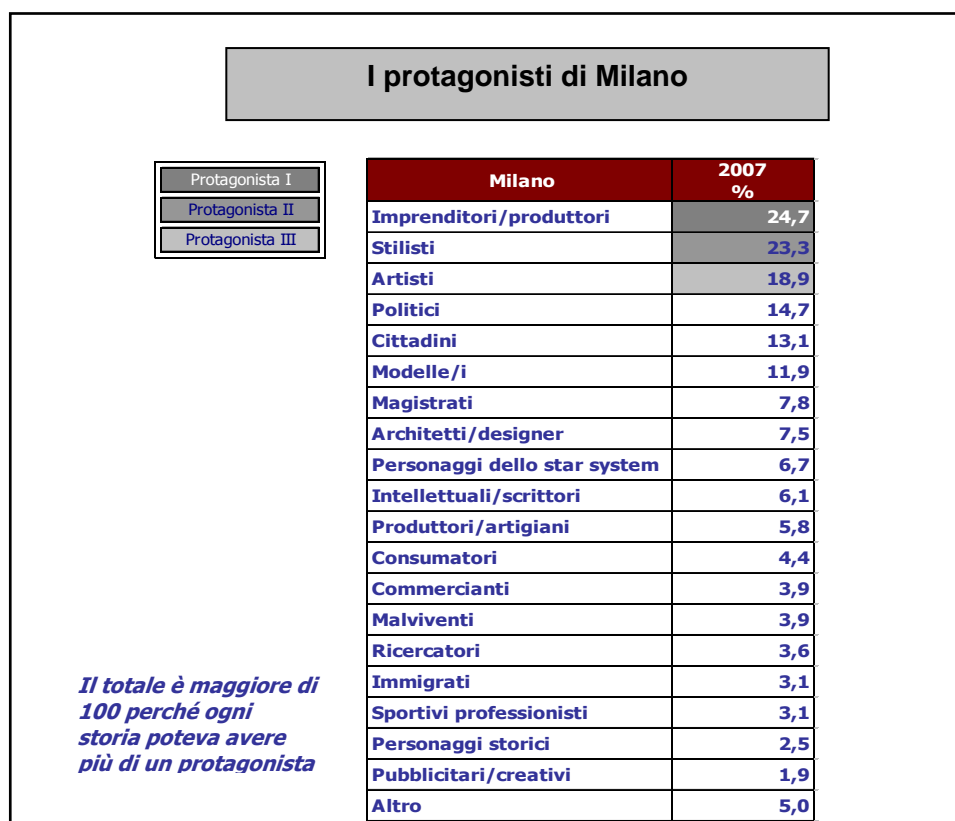 I protagonisti di Milano
Protagonista I
Protagonista II
Protagonista III
Milano 2007 %
Imprenditori/produttori 24,7
Stilisti 23,3
Artisti 18,9
Politici 14,7
Cittadini 13,1
Modelle/i 11,9
Magistrati 7,8
Architetti/designer 7,5
Personaggi dello star system 6,7
Intellettuali/scrittori 6,1
Produttori/artigiani 5,8
Consumatori 4,4
Commercianti 3,9
Malviventi 3,9
Ricercatori 3,6
Immigrati 3,1
Sportivi professionisti 3,1
Personaggi storici 2,5
Pubblicitari/creativi 1,9
Altro 5,0
Il totale è maggiore di
100 perché ogni
storia poteva avere
più di un protagonista